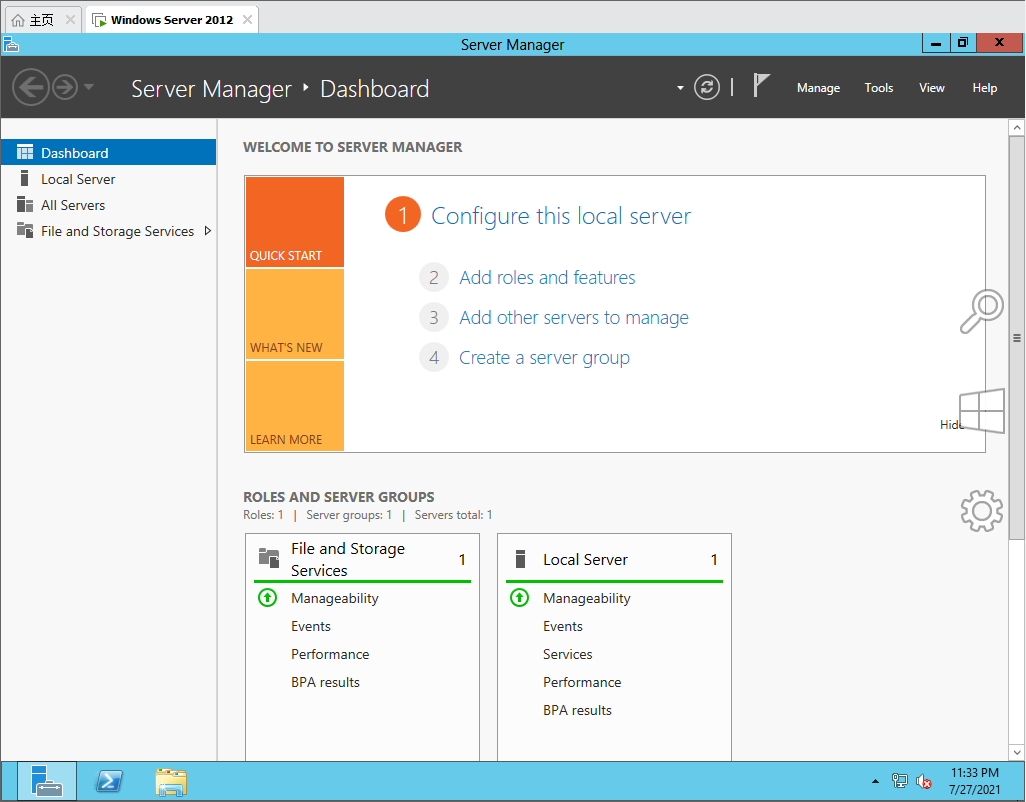 主页
Windows Server 2012
Server Manager
Server Manager
Dashboard
Manage
Tools
View
Help
Dashboard
Local Server
All Servers
File and Storage Services
WELCOME TO SERVER MANAGER
QUICK START
WHAT'S NEW
LEARN MORE
1 Configure this local server
2 Add roles and features
3 Add other servers to manage
4 Create a server group
Hide
ROLES AND SERVER GROUPS
Roles: 1 | Server groups: 1 | Servers total: 1
File and Storage
Services
1
Manageability
Events
Performance
BPA results
Local Server 1
Manageability
Events
Services
Performance
BPA results
11:33 PM
7/27/2021